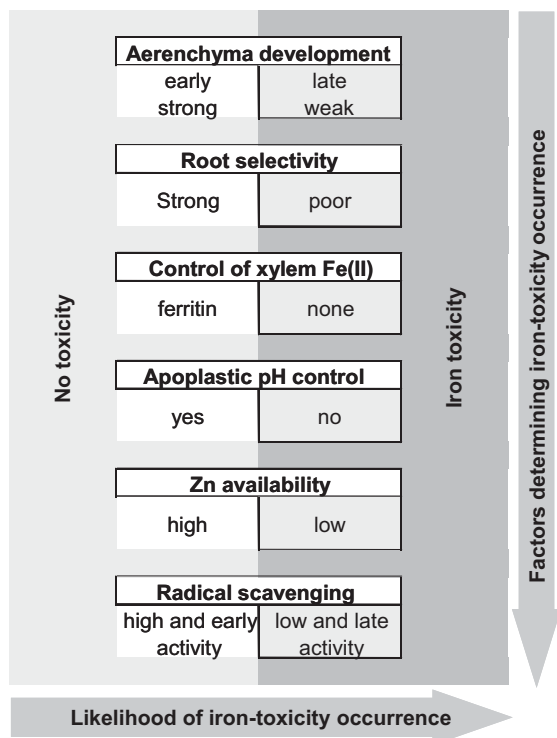 Aerenchyma development
early late
strong weak
Root selectivity
Strong poor
Control of xylem Fe(II)
ferritin none
Apoplastic pH control
yes no
Zn availability
high low
Radical scavenging
high and early low and late
activity activity
No toxicity
Iron toxicity
Factors determining iron-toxicity occurrence
Likelihood of iron-toxicity occurrence